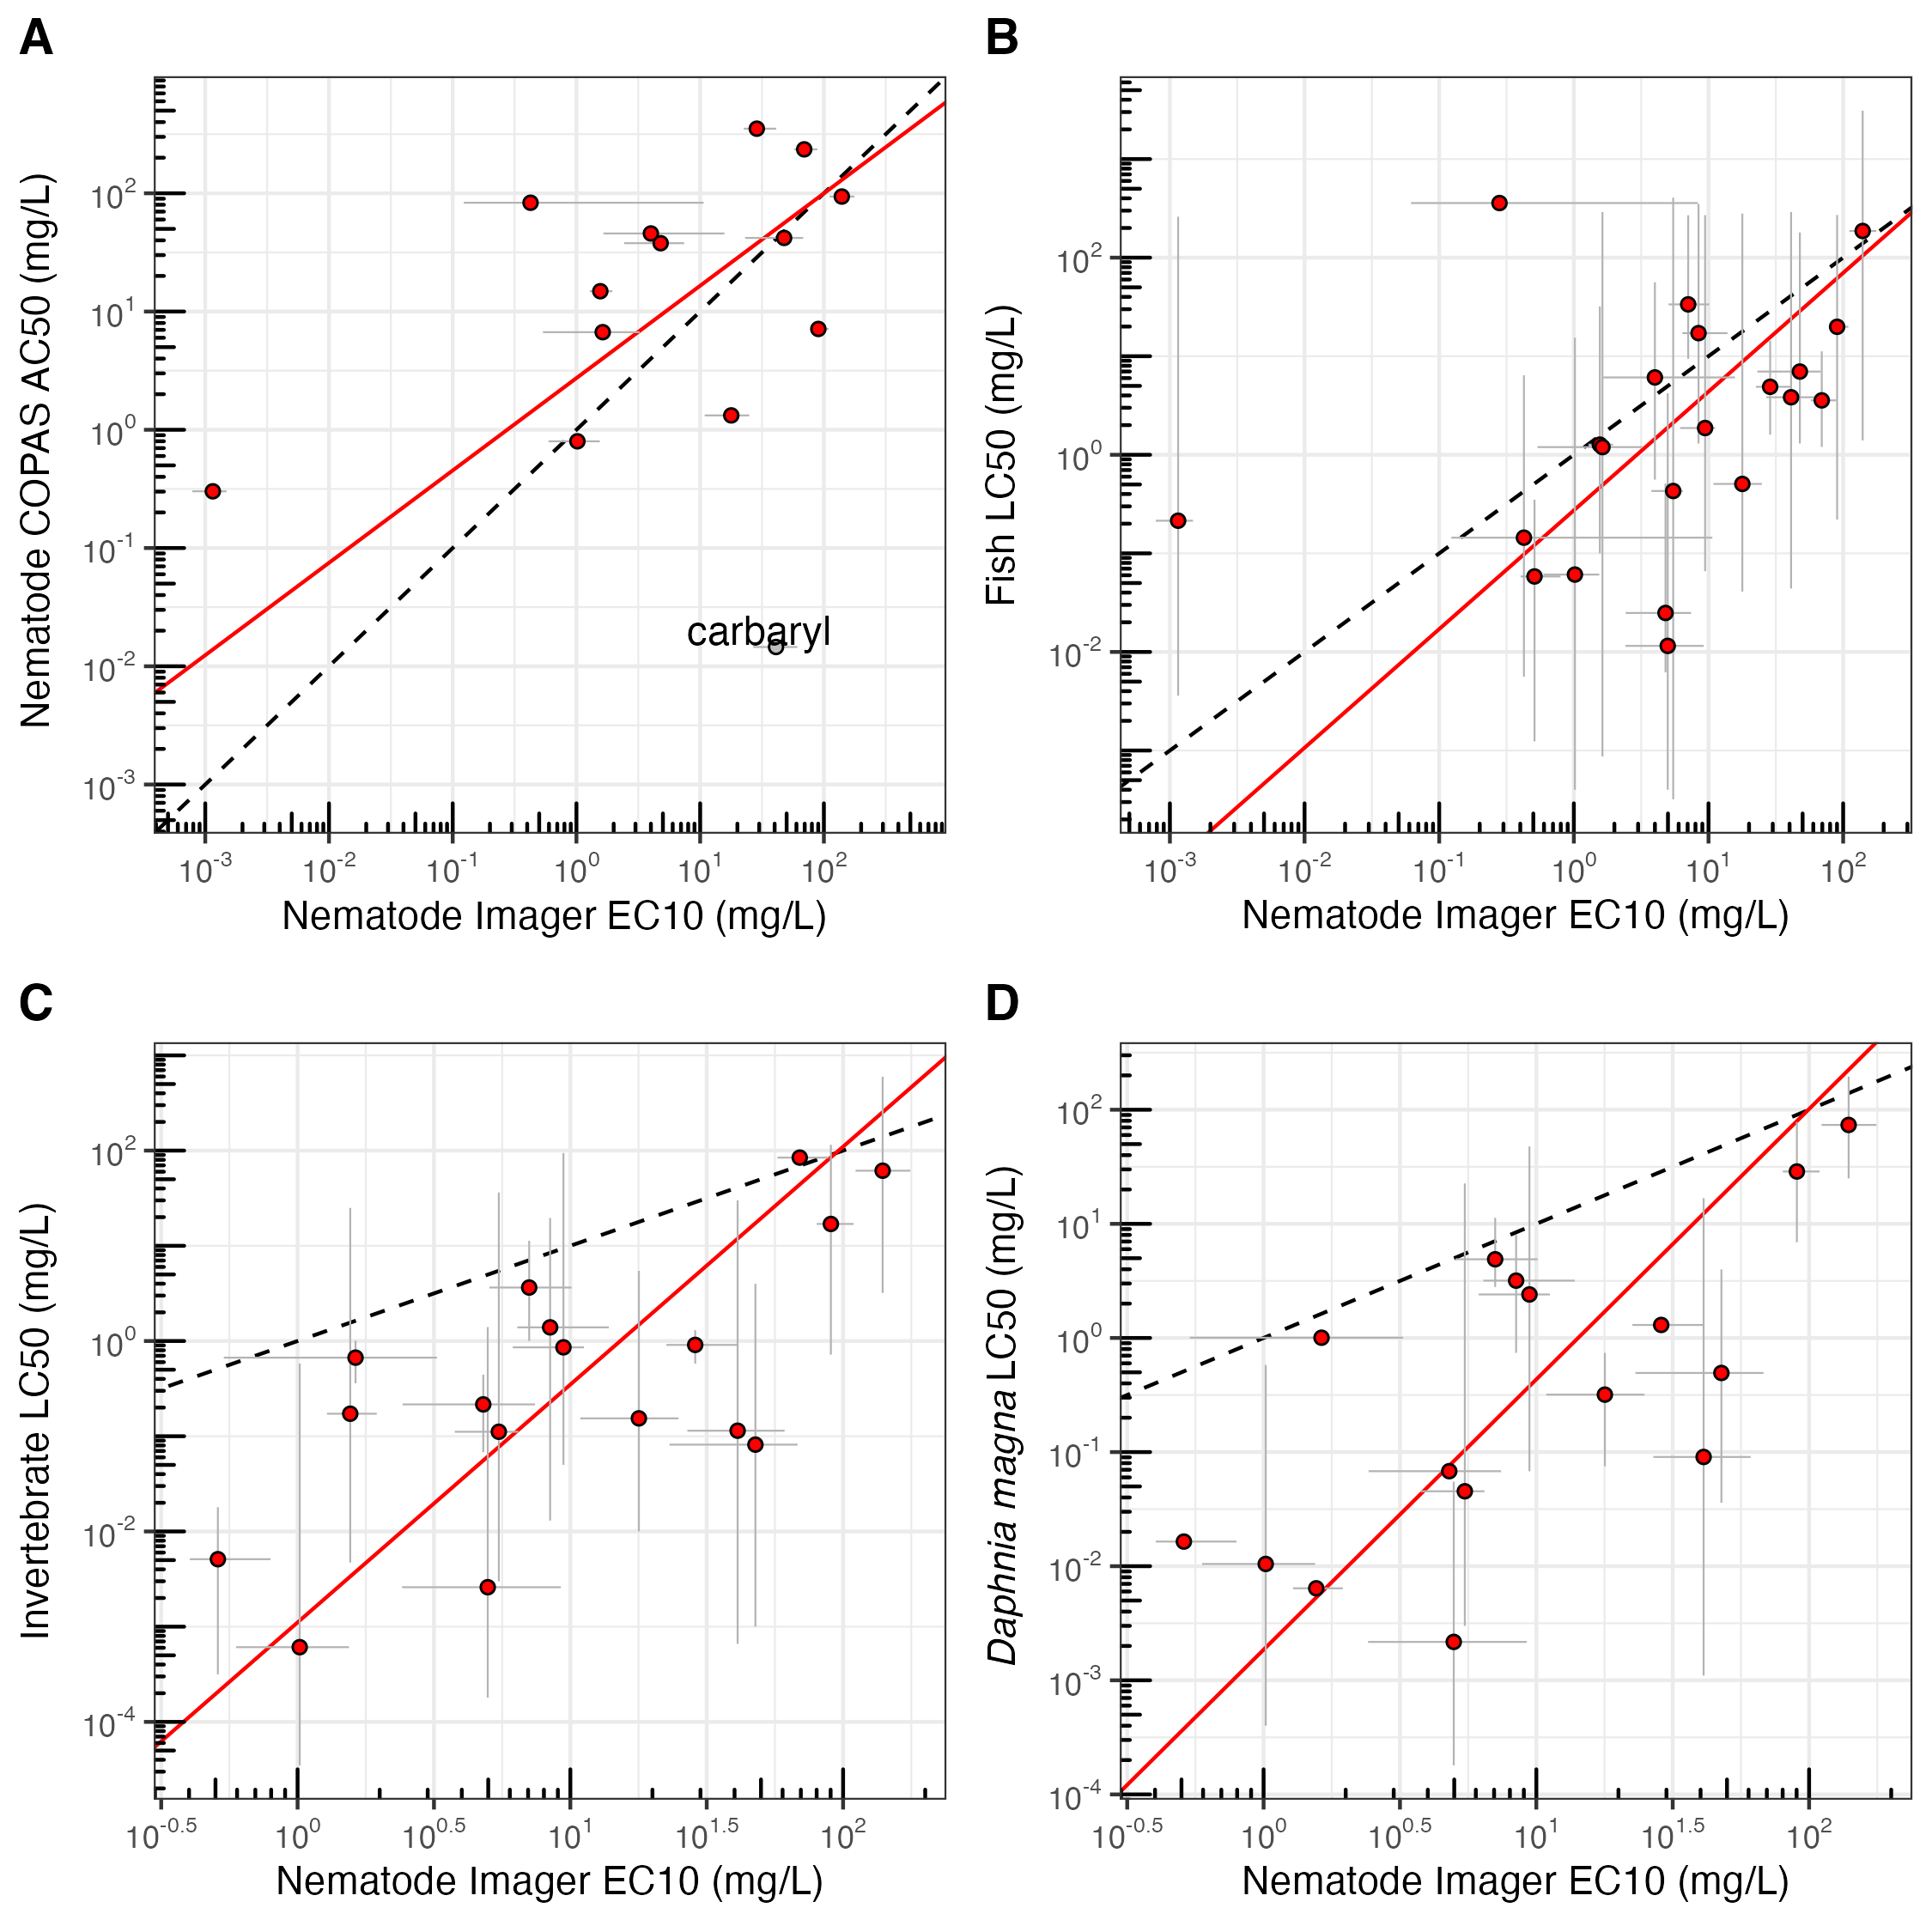 A
Nematode COPAS AC50 (mg/L)
10^2
10^1
10^0
10^-1
10^-2
10^-3
carbaryl
10^-3 10^-2 10^-1 10^0 10^1 10^2
Nematode Imager EC10 (mg/L)
B
Fish LC50 (mg/L)
10^2
10^0
10^-2
10^-3 10^-2 10^-1 10^0 10^1 10^2
Nematode Imager EC10 (mg/L)
C
Invertebrate LC50 (mg/L)
10^2
10^0
10^-2
10^-4
10^-0.5 10^0 10^0.5 10^1 10^1.5 10^2
Nematode Imager EC10 (mg/L)
D
Daphnia magna LC50 (mg/L)
10^2
10^1
10^0
10^-1
10^-2
10^-3
10^-4
10^-0.5 10^0 10^0.5 10^1 10^1.5 10^2
Nematode Imager EC10 (mg/L)